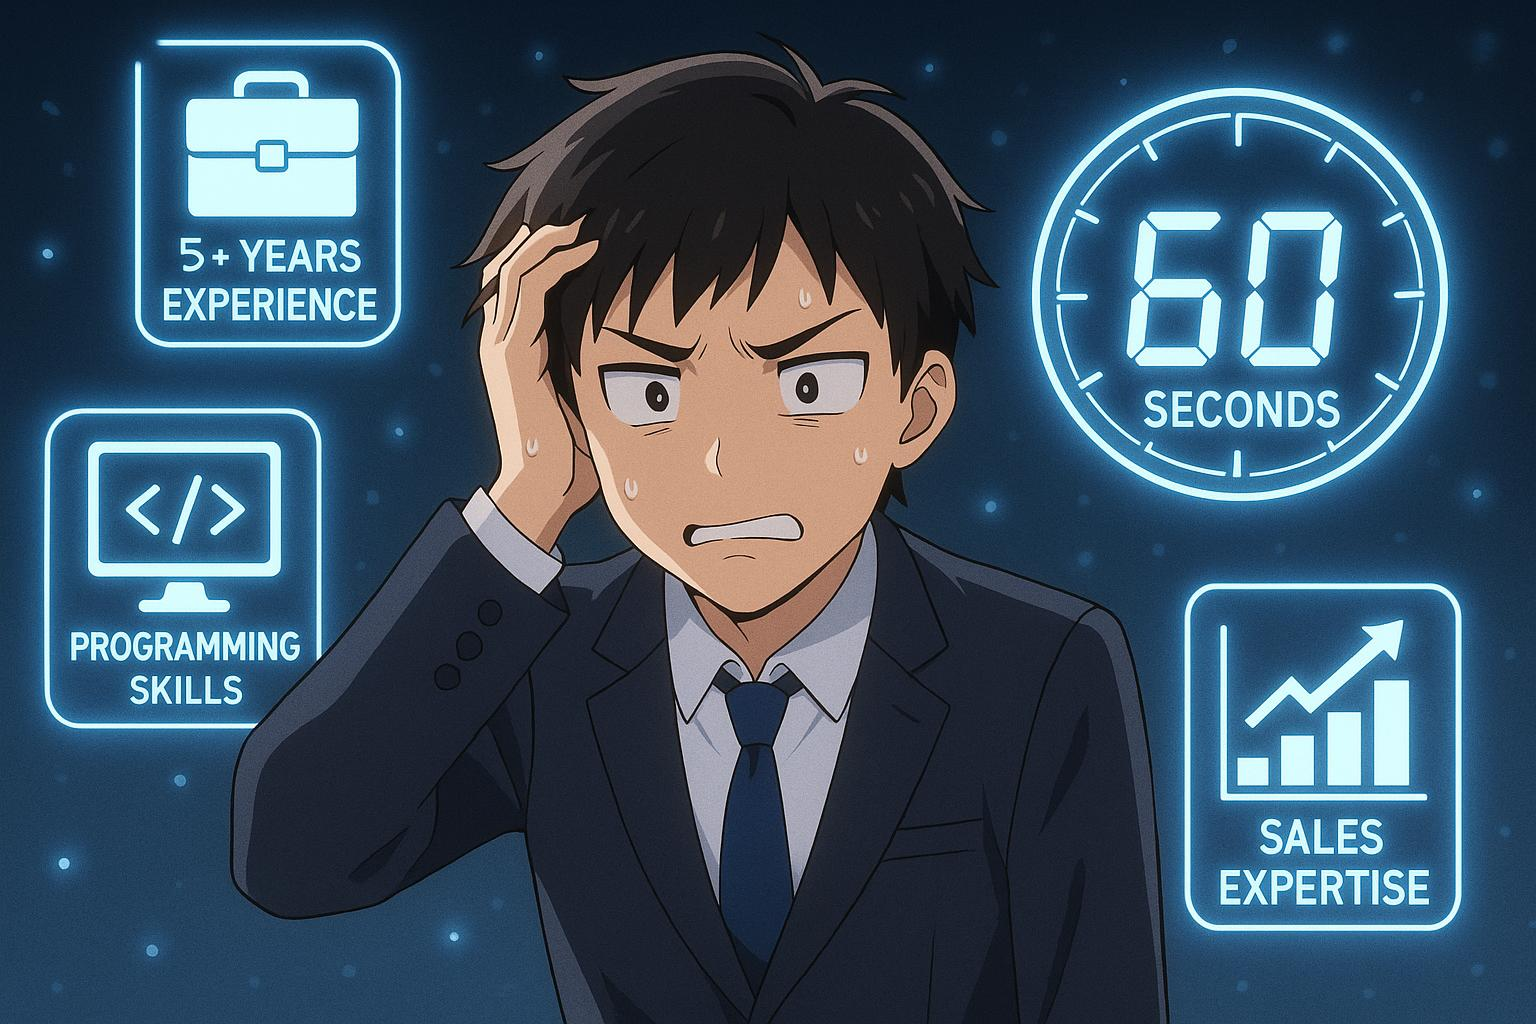 5+ YEARS
EXPERIENCE
60
SECONDS
</>
PROGRAMMING
SKILLS
SALES
EXPERTISE